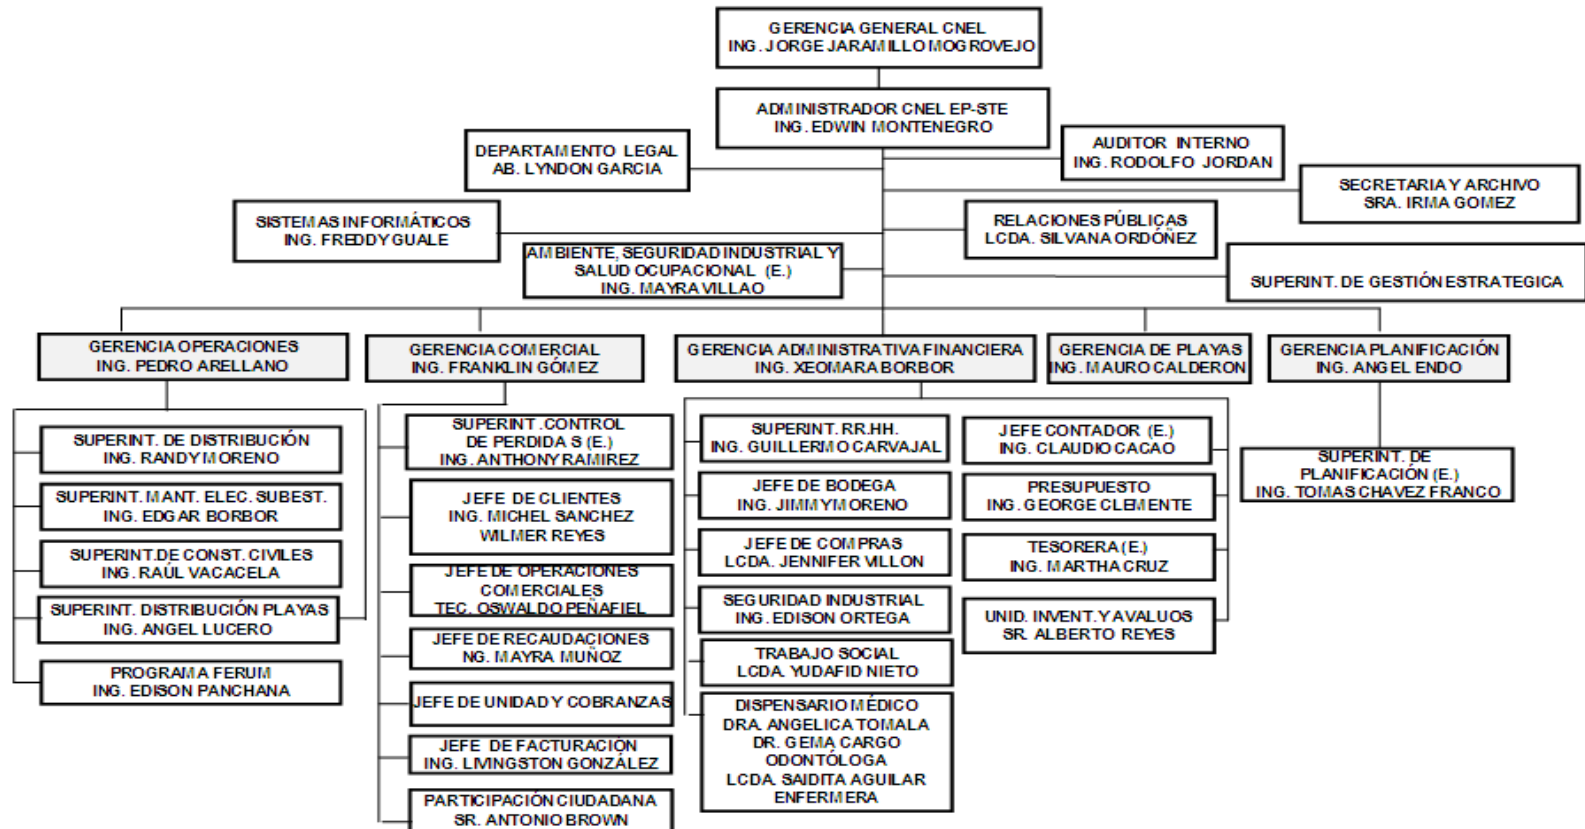 GERENCIA GENERAL CNEL
ING. JORGE JARAMILLO MOGROVEJO
ADMINISTRADOR CNEL EP-STE
ING. EDWIN MONTENEGRO
DEPARTAMENTO LEGAL
AB. LYNDON GARCIA
AUDITOR INTERNO
ING. RODOLFO JORDAN
SECRETARIA Y ARCHIVO
SRA. IRMA GOMEZ
SISTEMAS INFORMÁTICOS
ING. FREDDY GUALE
RELACIONES PÚBLICAS
LCDA. SILVANA ORDÓÑEZ
AMBIENTE, SEGURIDAD INDUSTRIAL Y
SALUD OCUPACIONAL (E.)
ING. MAYRA VILLAO
SUPERINT. DE GESTIÓN ESTRATEGICA
GERENCIA OPERACIONES
ING. PEDRO ARELLANO
GERENCIA COMERCIAL
ING. FRANKLIN GÓMEZ
GERENCIA ADMINISTRATIVA FINANCIERA
ING. XEOMARA BORBOR
GERENCIA DE PLAYAS
ING. MAURO CALDERON
GERENCIA PLANIFICACIÓN
ING. ANGEL ENDO
SUPERINT. DE DISTRIBUCIÓN
ING. RANDY MORENO
SUPERINT. MANT. ELEC. SUBEST.
ING. EDGAR BORBOR
SUPERINT. DE CONST. CIVILES
ING. RAÚL VACACELA
SUPERINT. DISTRIBUCIÓN PLAYAS
ING. ANGEL LUCERO
PROGRAMA FERUM
ING. EDISON PANCHANA
SUPERINT. CONTROL
DE PERDIDAS (E.)
ING. ANTHONY RAMIREZ
JEFE DE CLIENTES
ING. MICHEL SANCHEZ
WILMER REYES
JEFE DE OPERACIONES
COMERCIALES
TEC. OSWALDO PEÑAFIEL
JEFE DE RECAUDACIONES
NG. MAYRA MUÑOZ
JEFE DE UNIDAD Y COBRANZAS
JEFE DE FACTURACIÓN
ING. LIVINGSTON GONZÁLEZ
PARTICIPACIÓN CIUDADANA
SR. ANTONIO BROWN
SUPERINT. RR.HH.
ING. GUILLERMO CARVAJAL
JEFE DE BODEGA
ING. JIMMY MORENO
JEFE DE COMPRAS
LCDA. JENNIFER VILLON
SEGURIDAD INDUSTRIAL
ING. EDISON ORTEGA
TRABAJO SOCIAL
LCDA. YUDAFID NIETO
DISPENSARIO MÉDICO
DRA. ANGELICA TOMALA
DR. GEMA CARGO
ODONTÓLOGA
LCDA. SAIDITA AGUILAR
ENFERMERA
JEFE CONTADOR (E.)
ING. CLAUDIO CACAO
PRESUPUESTO
ING. GEORGE CLEMENTE
TESORERA (E.)
ING. MARTHA CRUZ
UNID. INVENT. Y AVALUOS
SR. ALBERTO REYES
SUPERINT. DE
PLANIFICACIÓN (E.)
ING. TOMAS CHAVEZ FRANCO